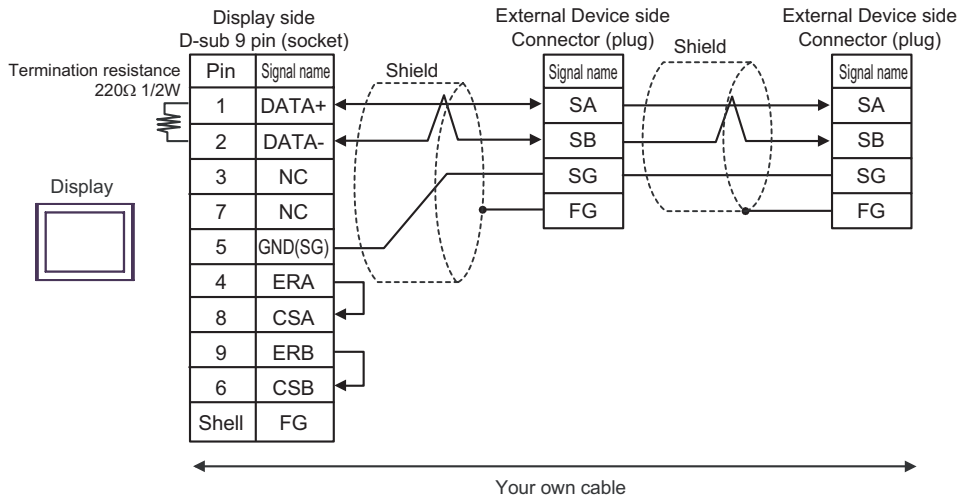 Display side
D-sub 9 pin (socket)
External Device side
Connector (plug)
External Device side
Connector (plug)
Termination resistance
220Ω 1/2W
Pin Signal name
Shield
Signal name
Shield
Signal name
1 DATA+
SA
SA
2 DATA-
SB
SB
3 NC
SG
SG
Display
7 NC
FG
FG
5 GND(SG)
4 ERA
8 CSA
9 ERB
6 CSB
Shell FG
Your own cable